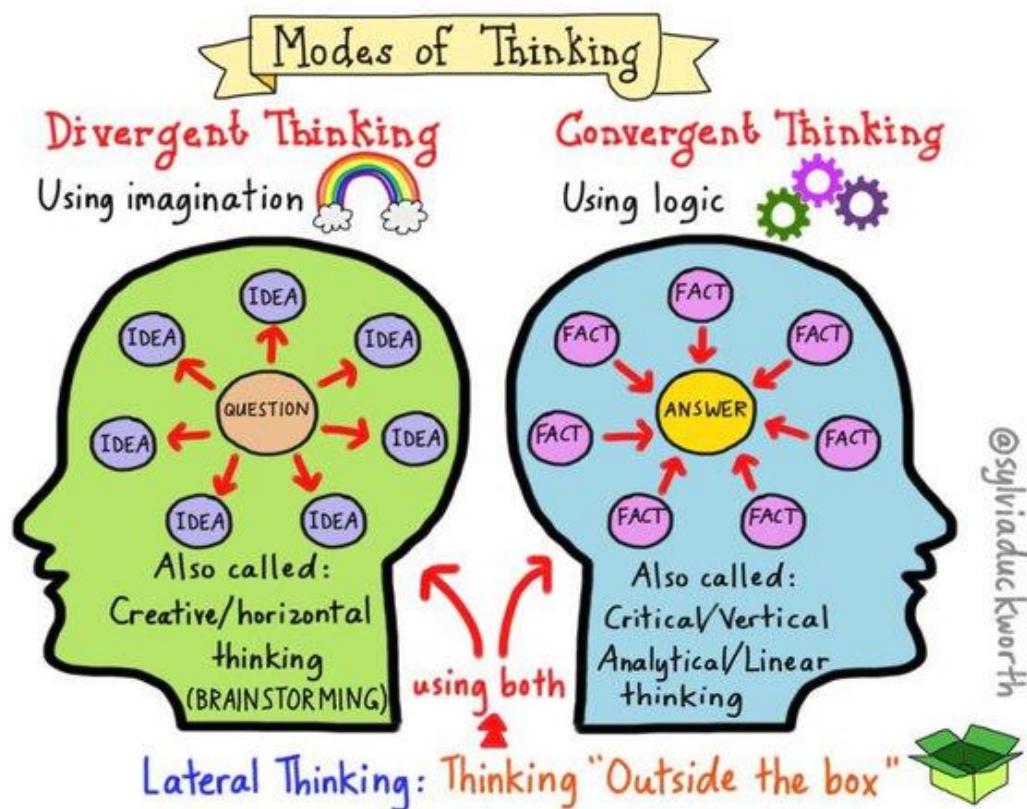 Modes of Thinking
Divergent Thinking
Using imagination
IDEA
IDEA
IDEA
IDEA
QUESTION
IDEA
IDEA
IDEA
Also called:
Creative/horizontal
thinking
(BRAINSTORMING)
Convergent Thinking
Using logic
FACT
FACT
FACT
FACT
ANSWER
FACT
FACT
FACT
Also called:
Critical/Vertical
Analytical/Linear
thinking
using both
Lateral Thinking: Thinking "Outside the box"
@sylviaduckworth